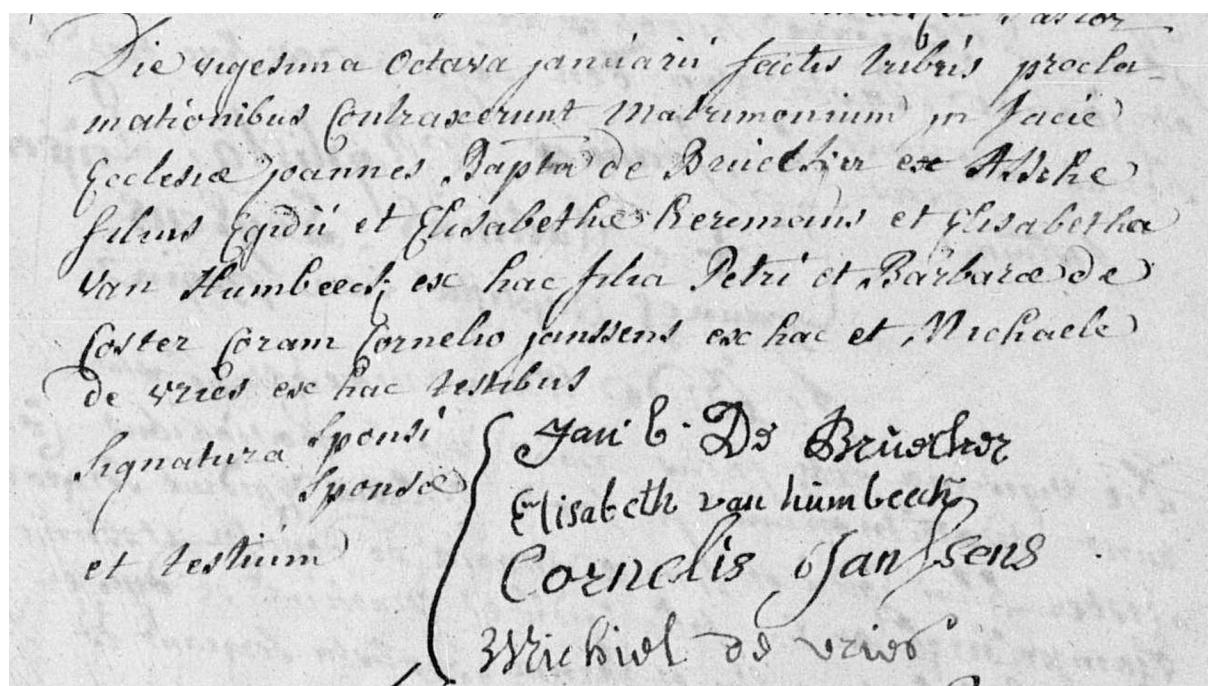 Pastor
Die vigesima Octava januarii factis tribus procla-
mationibus Contraxerunt Matrimonium in facie
Ecclesiæ joannes Bapta de Bruecker ex Assche
filius Egidii et Elisabethæ keremans et Elisabetha
van Humbeeck ex hac filia Petri et Barbaræ de
Coster Coram Cornelio janssens ex hac et Michaele
de vries ex hac testibus
Signatura Sponsi
Sponsæ
et testium
Jan b. De Bruecker
Elisabeth van humbeeck
Cornelis Janssens
Michiel de vries